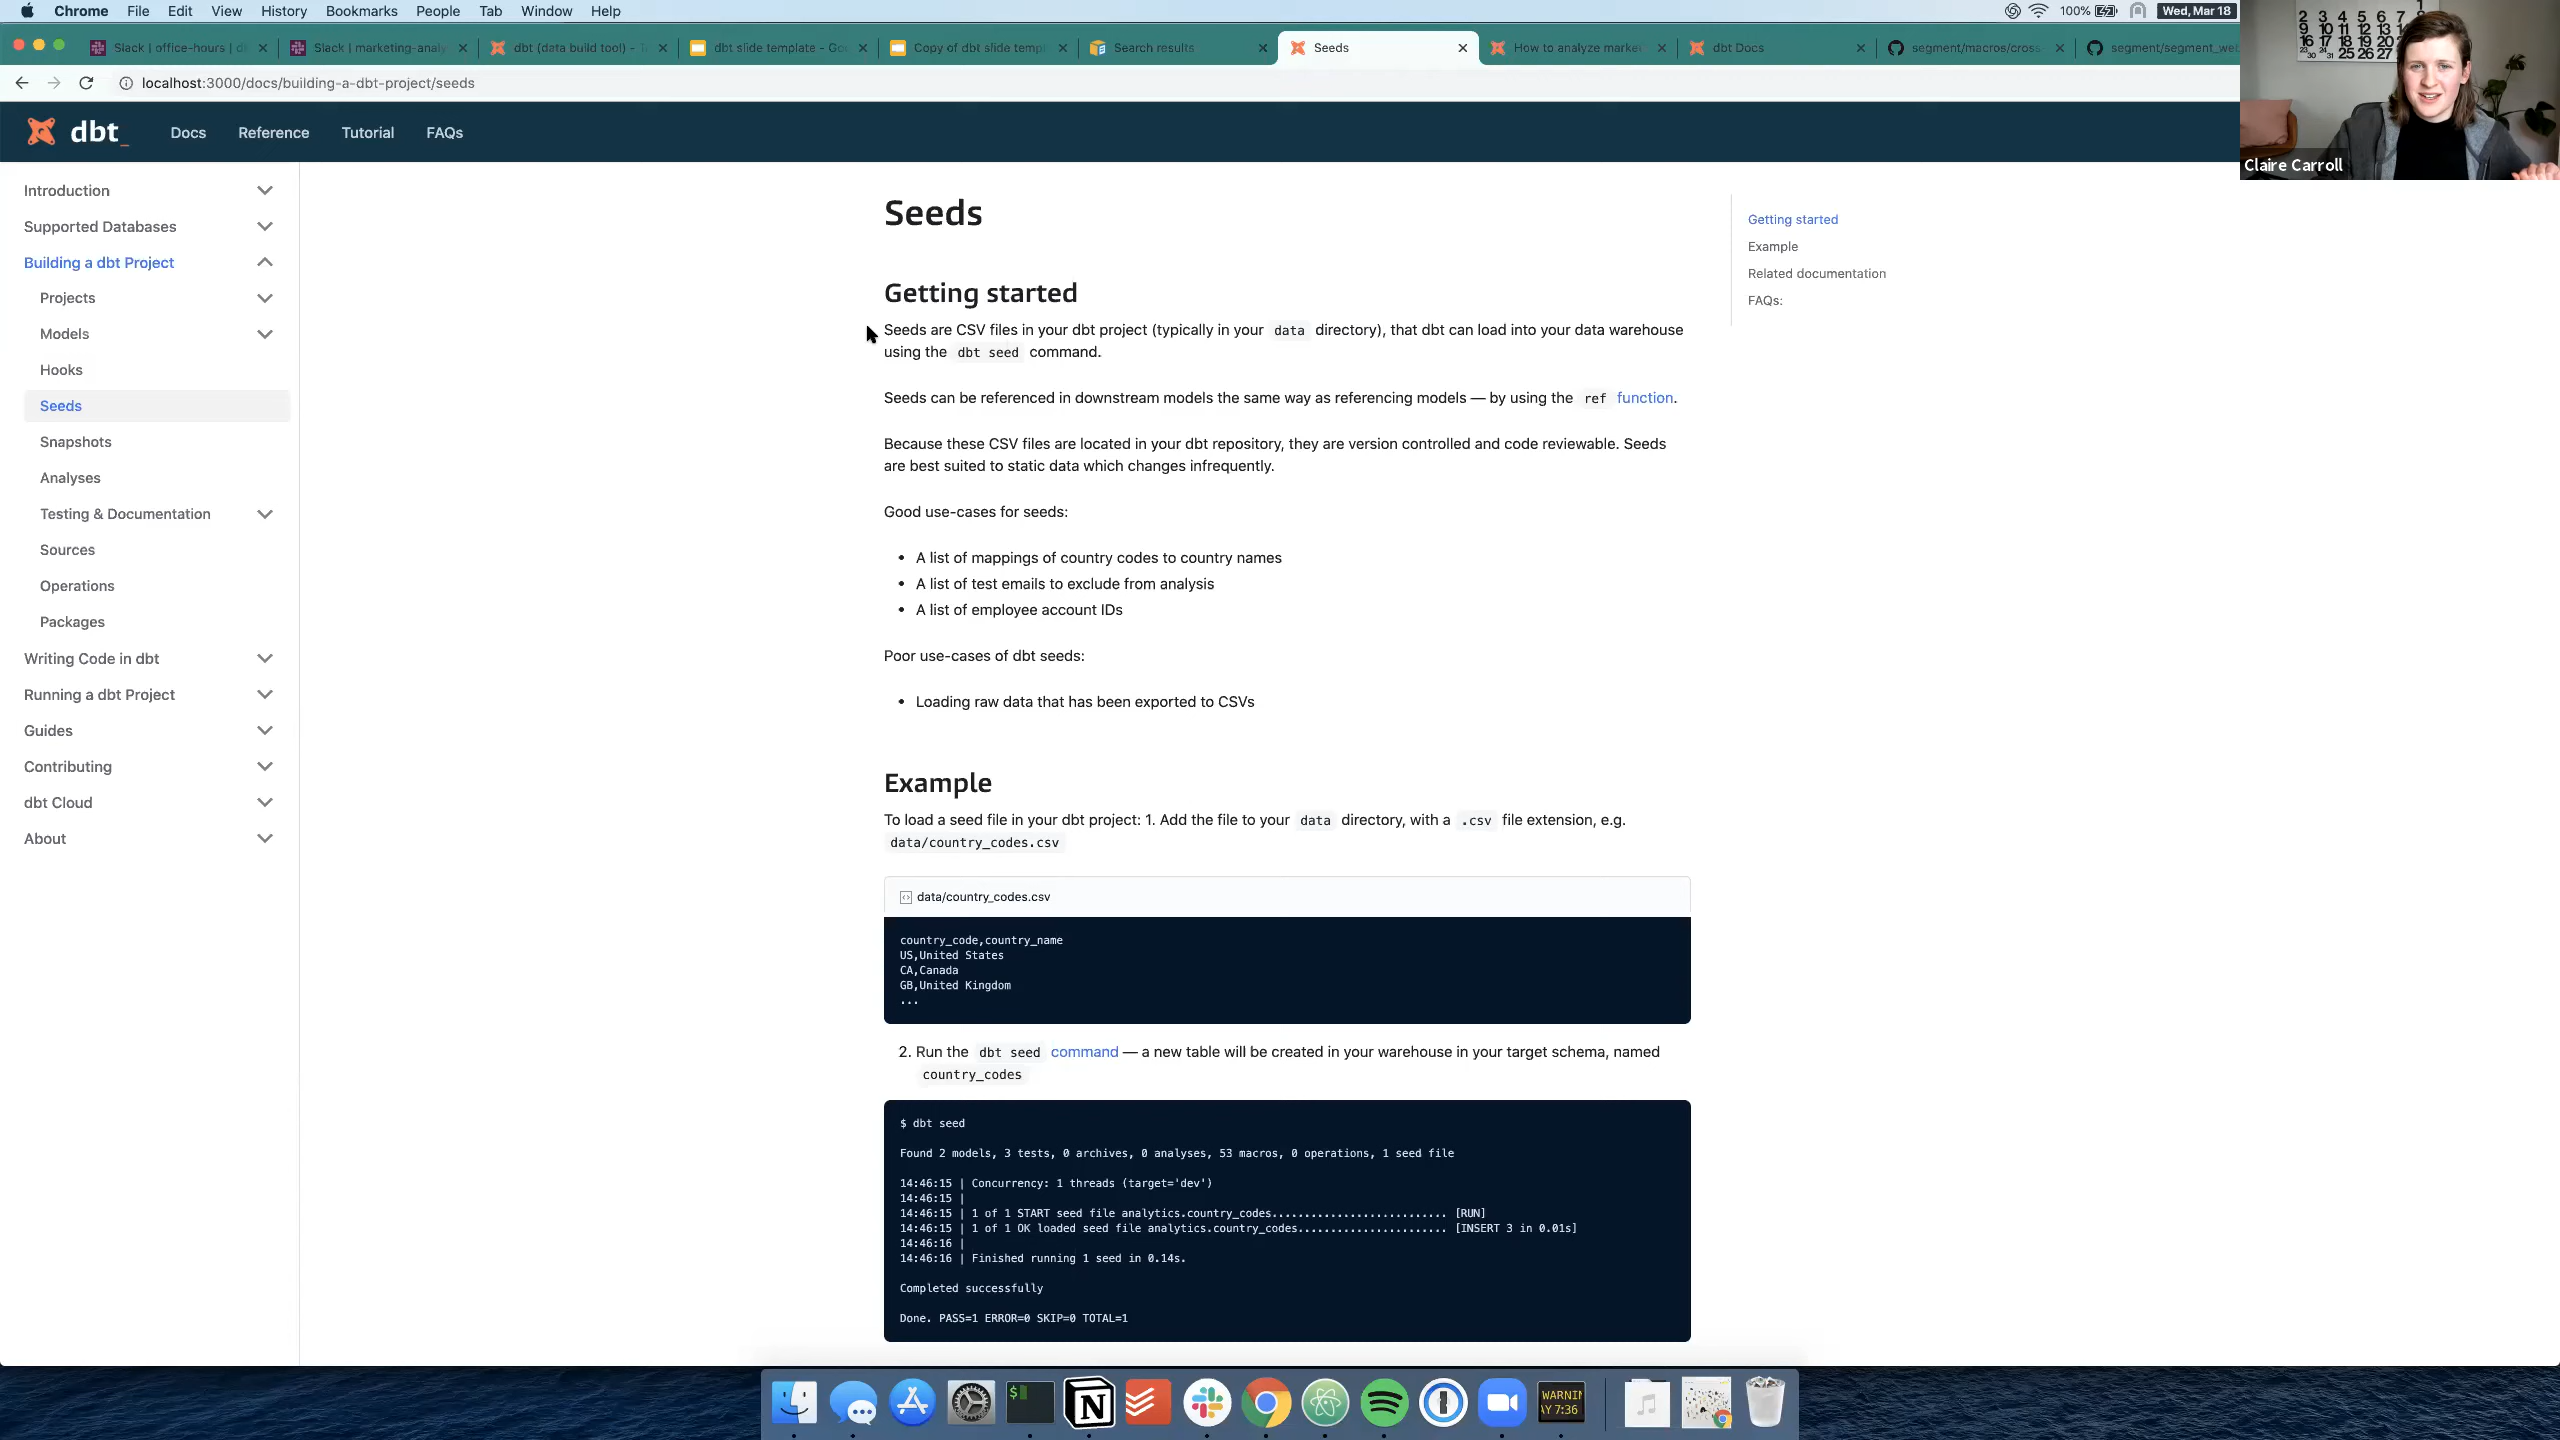 Chrome File Edit View History Bookmarks People Tab Window Help
100% Wed, Mar 18
Slack | office-hours | d
Slack | marketing-analy
dbt (data build tool) -
dbt slide template - Go
Copy of dbt slide temp
Search results
Seeds
How to analyze marke
dbt Docs
segment/macros/cross
segment/segment_we
localhost:3000/docs/building-a-dbt-project/seeds
dbt_ Docs Reference Tutorial FAQs
Claire Carroll
Introduction
Supported Databases
Building a dbt Project
Projects
Models
Hooks
Seeds
Snapshots
Analyses
Testing & Documentation
Sources
Operations
Packages
Writing Code in dbt
Running a dbt Project
Guides
Contributing
dbt Cloud
About
Seeds
Getting started
Seeds are CSV files in your dbt project (typically in your data directory), that dbt can load into your data warehouse
using the dbt seed command.
Seeds can be referenced in downstream models the same way as referencing models — by using the ref function.
Because these CSV files are located in your dbt repository, they are version controlled and code reviewable. Seeds
are best suited to static data which changes infrequently.
Good use-cases for seeds:
• A list of mappings of country codes to country names
• A list of test emails to exclude from analysis
• A list of employee account IDs
Poor use-cases of dbt seeds:
• Loading raw data that has been exported to CSVs
Example
To load a seed file in your dbt project: 1. Add the file to your data directory, with a .csv file extension, e.g.
data/country_codes.csv
data/country_codes.csv
country_code,country_name
US,United States
CA,Canada
GB,United Kingdom
...
2. Run the dbt seed command — a new table will be created in your warehouse in your target schema, named
country_codes
$ dbt seed
Found 2 models, 3 tests, 0 archives, 0 analyses, 53 macros, 0 operations, 1 seed file
14:46:15 | Concurrency: 1 threads (target='dev')
14:46:15 |
14:46:15 | 1 of 1 START seed file analytics.country_codes........................... [RUN]
14:46:15 | 1 of 1 OK loaded seed file analytics.country_codes....................... [INSERT 3 in 0.01s]
14:46:16 |
14:46:16 | Finished running 1 seed in 0.14s.
Completed successfully
Done. PASS=1 ERROR=0 SKIP=0 TOTAL=1
Getting started
Example
Related documentation
FAQs:
WARNIN
AY 7:36